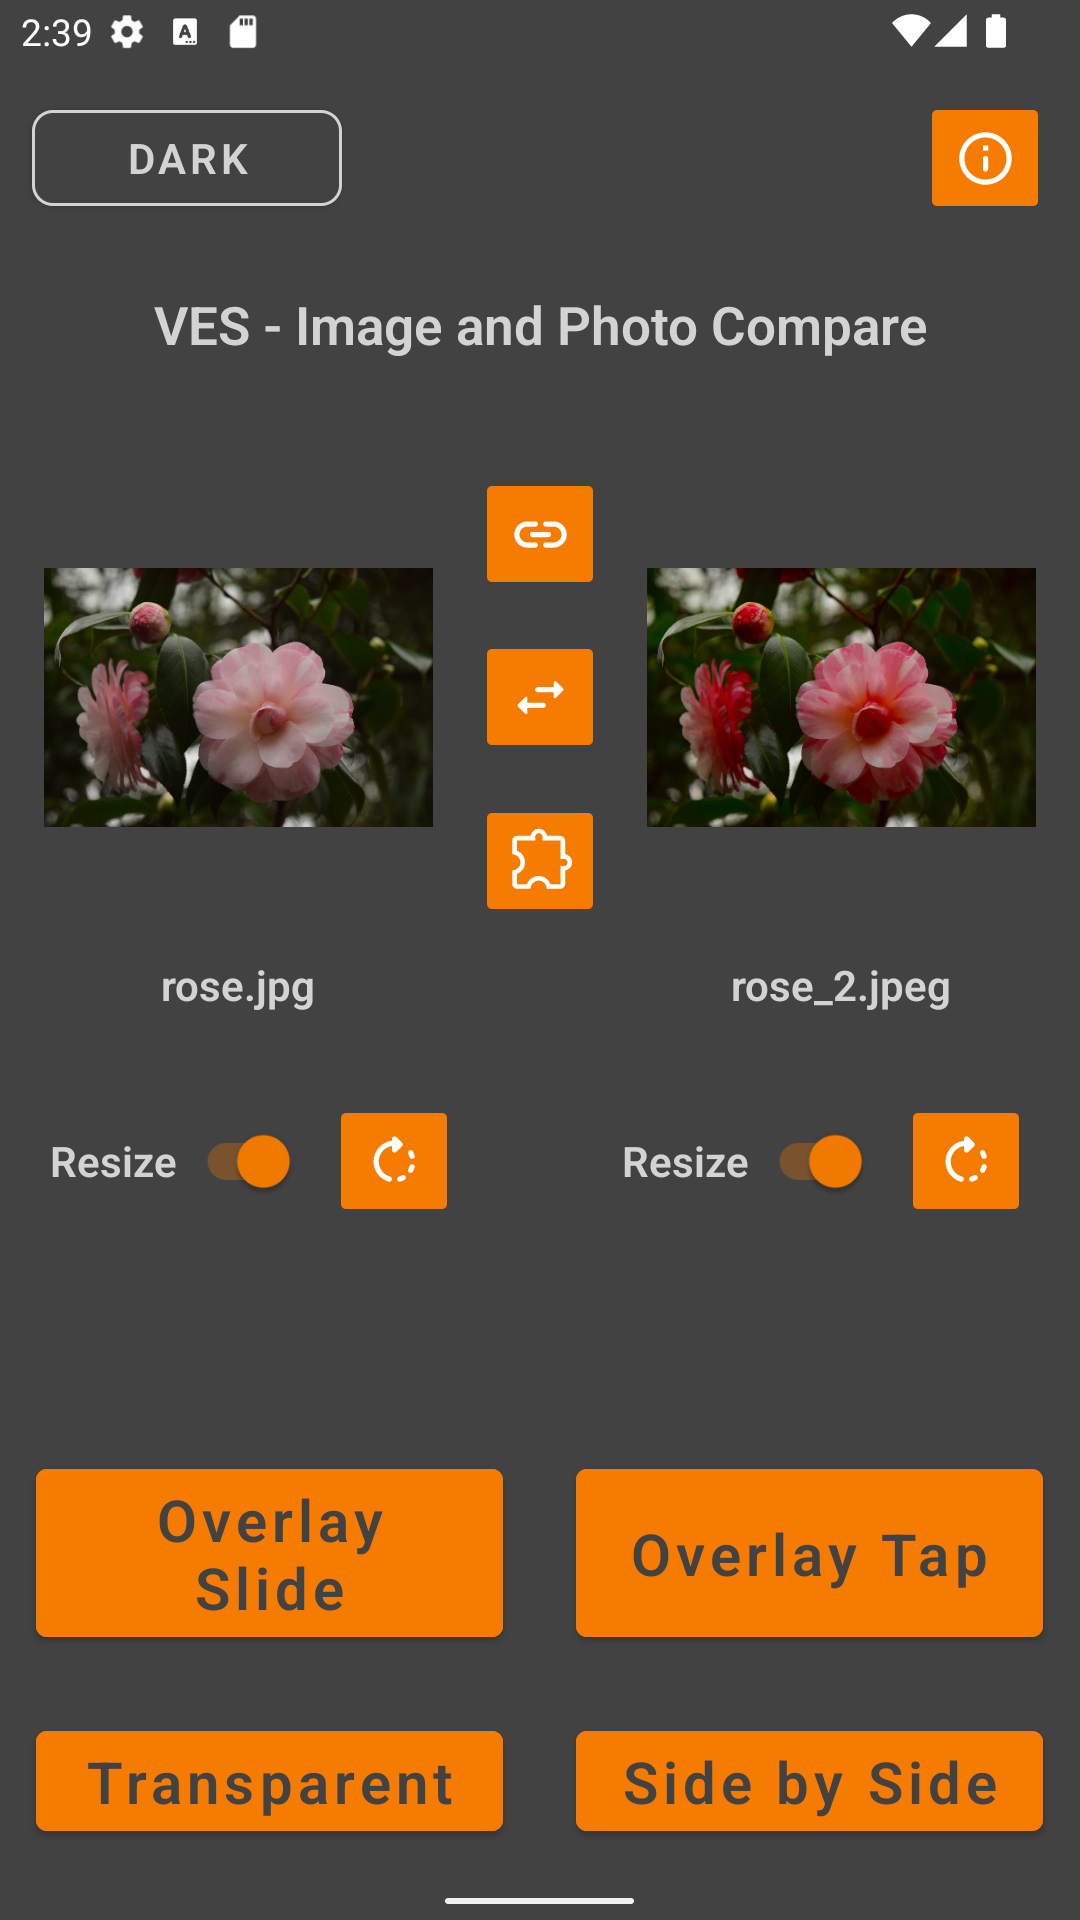 2:39
DARK
VES - Image and Photo Compare
rose.jpg
rose_2.jpeg
Resize
Resize
Overlay
Slide
Overlay Tap
Transparent
Side by Side